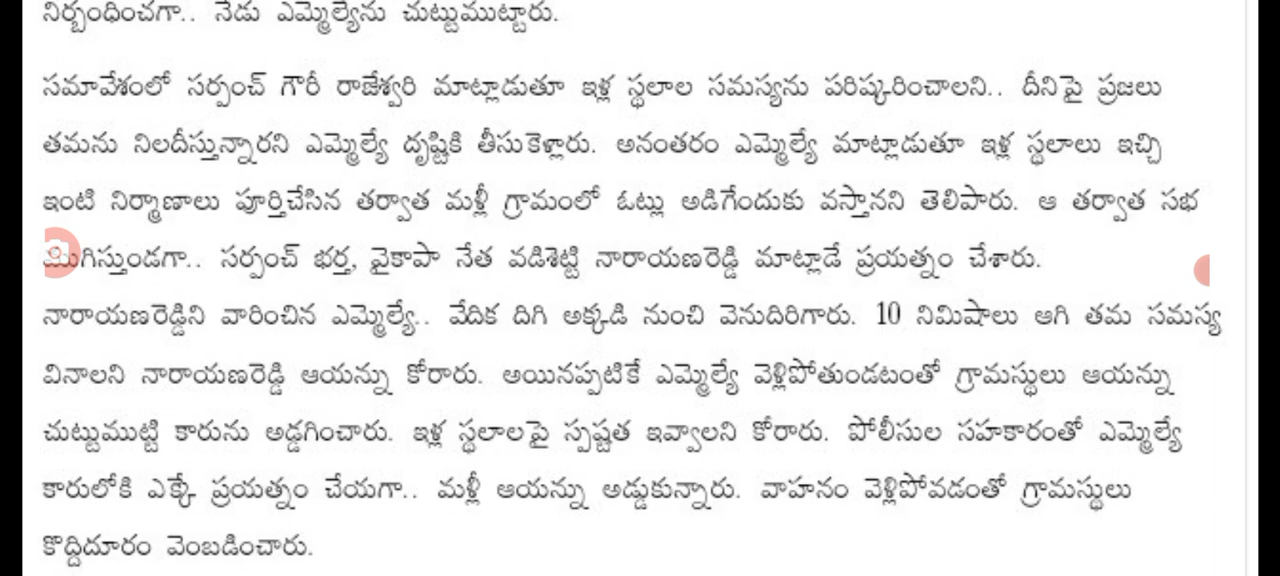 నిర్బంధించగా.. నేడు ఎమ్మెల్యేను చుట్టుముట్టారు.
సమావేశంలో సర్పంచ్ గౌరీ రాజేశ్వరి మాట్లాడుతూ ఇళ్ల స్థలాల సమస్యను పరిష్కరించాలని.. దీనిపై ప్రజలు
తమను నిలదీస్తున్నారని ఎమ్మెల్యే దృష్టికి తీసుకెళ్లారు. అనంతరం ఎమ్మెల్యే మాట్లాడుతూ ఇళ్ల స్థలాలు ఇచ్చి
ఇంటి నిర్మాణాలు పూర్తిచేసిన తర్వాత మళ్లీ గ్రామంలో ఓట్లు అడిగేందుకు వస్తానని తెలిపారు. ఆ తర్వాత సభ
ముగిస్తుండగా.. సర్పంచ్ భర్త, వైకాపా నేత వడిశెట్టి నారాయణరెడ్డి మాట్లాడే ప్రయత్నం చేశారు.
నారాయణరెడ్డిని వారించిన ఎమ్మెల్యే.. వేదిక దిగి అక్కడి నుంచి వెనుదిరిగారు. 10 నిమిషాలు ఆగి తమ సమస్య
వినాలని నారాయణరెడ్డి ఆయన్ను కోరారు. అయినప్పటికే ఎమ్మెల్యే వెళ్లిపోతుండటంతో గ్రామస్థులు ఆయన్ను
చుట్టుముట్టి కారును అడ్డగించారు. ఇళ్ల స్థలాలపై స్పష్టత ఇవ్వాలని కోరారు. పోలీసుల సహకారంతో ఎమ్మెల్యే
కారులోకి ఎక్కే ప్రయత్నం చేయగా.. మళ్లీ ఆయన్ను అడ్డుకున్నారు. వాహనం వెళ్లిపోవడంతో గ్రామస్థులు
కొద్దిదూరం వెంబడించారు.